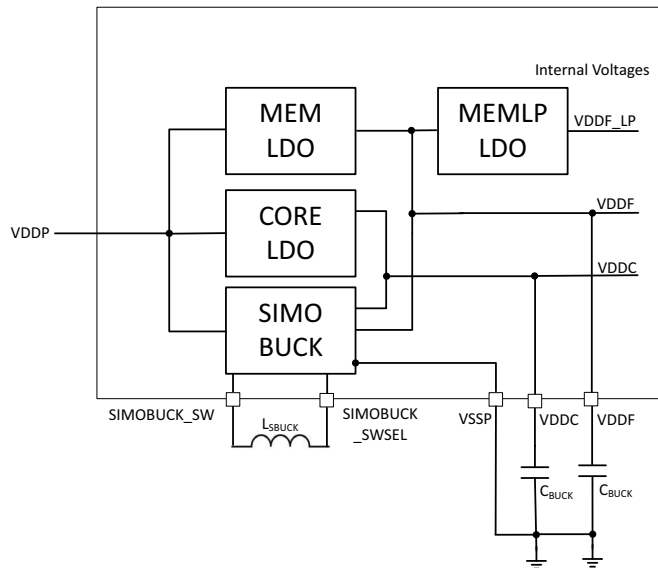 Internal Voltages
MEM
LDO
MEMLP
LDO
VDDF_LP
CORE
LDO
VDDF
VDDP
VDDC
SIMO
BUCK
SIMOBUCK_SW
SIMOBUCK
_SWSEL
VSSP
VDDC
VDDF
LSBUCK
CBUCK
CBUCK